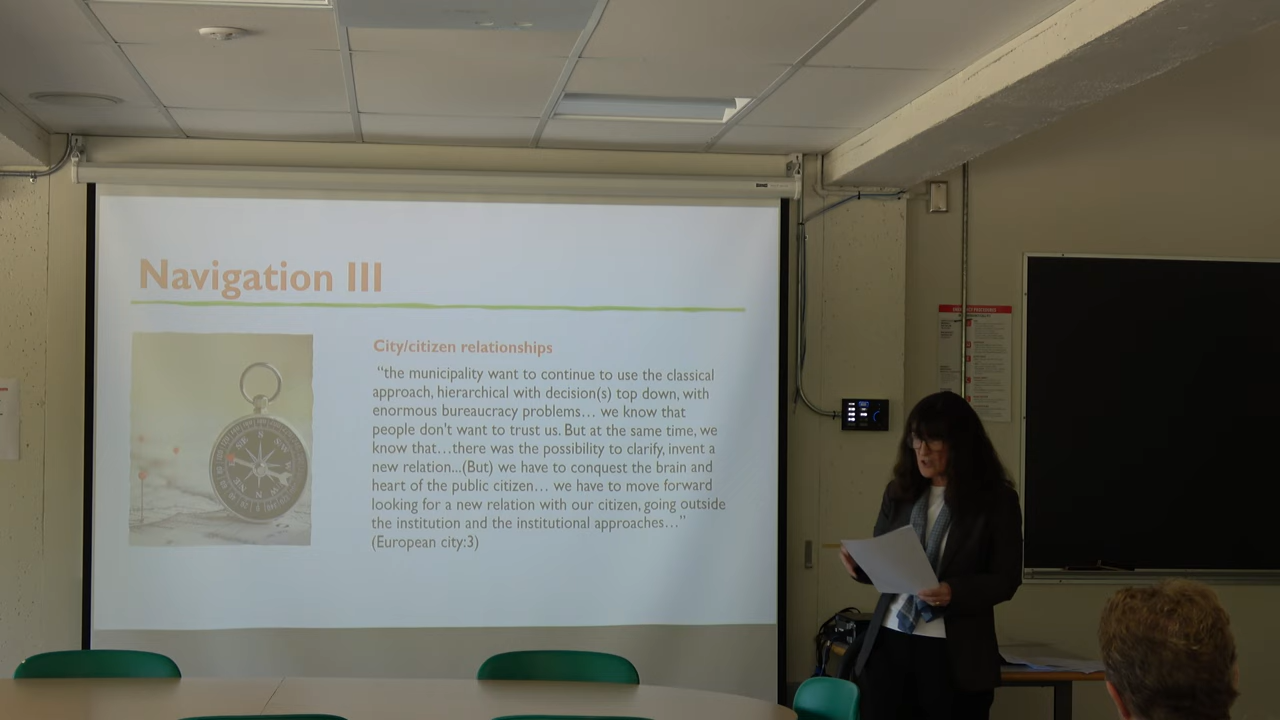 Navigation III
City/citizen relationships
“the municipality want to continue to use the classical
approach, hierarchical with decision(s) top down, with
enormous bureaucracy problems… we know that
people don't want to trust us. But at the same time, we
know that…there was the possibility to clarify, invent a
new relation...(But) we have to conquest the brain and
heart of the public citizen… we have to move forward
looking for a new relation with our citizen, going outside
the institution and the institutional approaches…”
(European city:3)